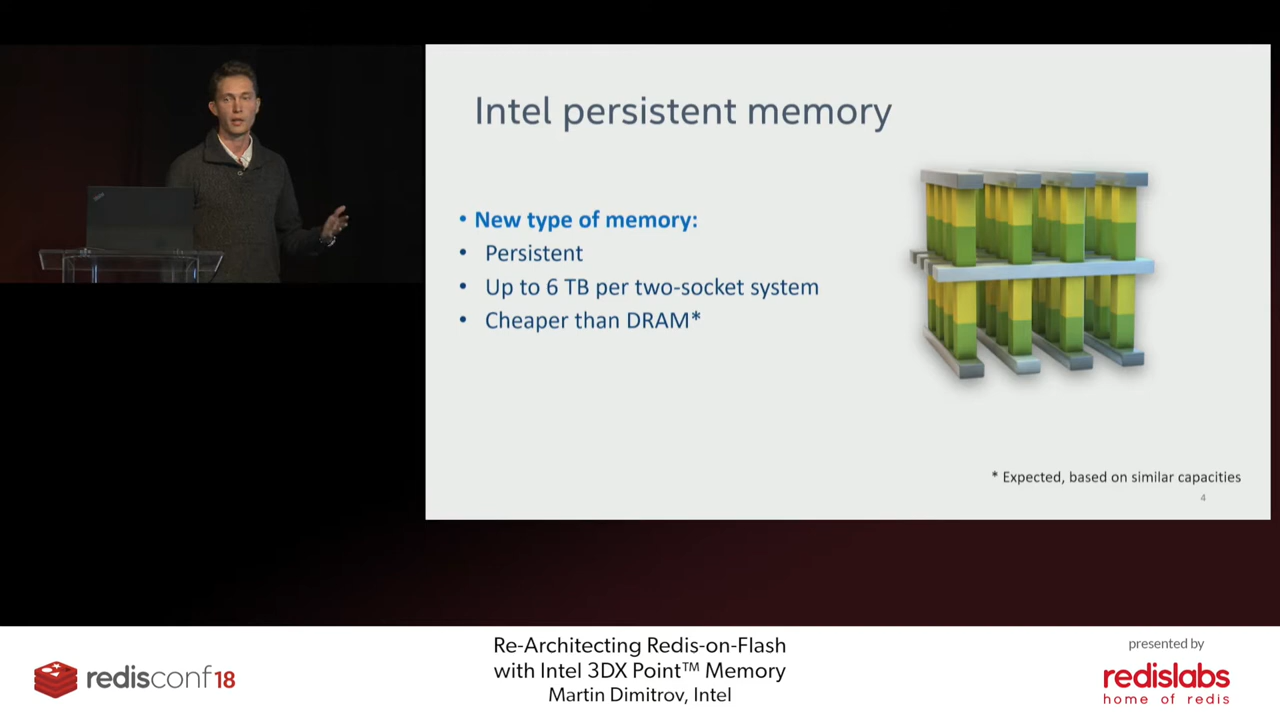 Intel persistent memory
• New type of memory:
• Persistent
• Up to 6 TB per two-socket system
• Cheaper than DRAM*
* Expected, based on similar capacities
4
redisconf18
Re-Architecting Redis-on-Flash
with Intel 3DX Point™ Memory
Martin Dimitrov, Intel
presented by
redislabs
home of redis